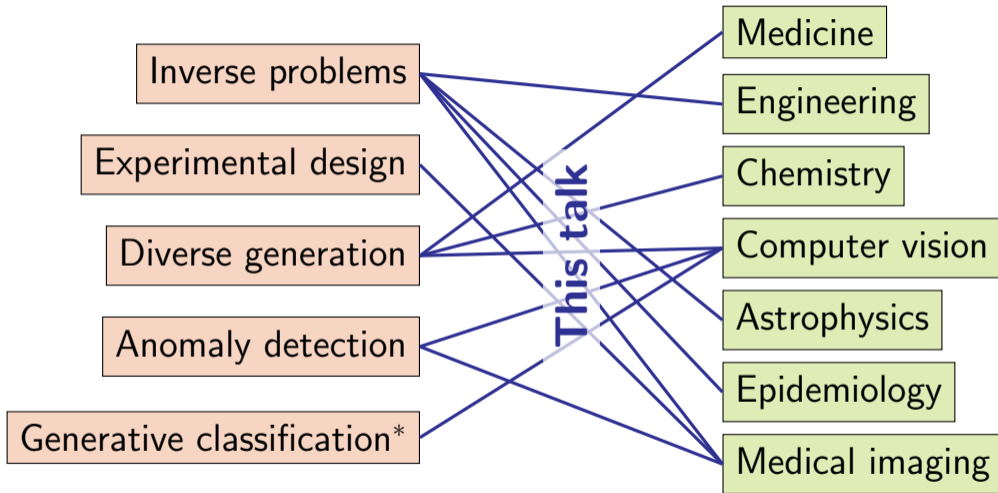 Inverse problems
Experimental design
Diverse generation
Anomaly detection
Generative classification*
This talk
Medicine
Engineering
Chemistry
Computer vision
Astrophysics
Epidemiology
Medical imaging